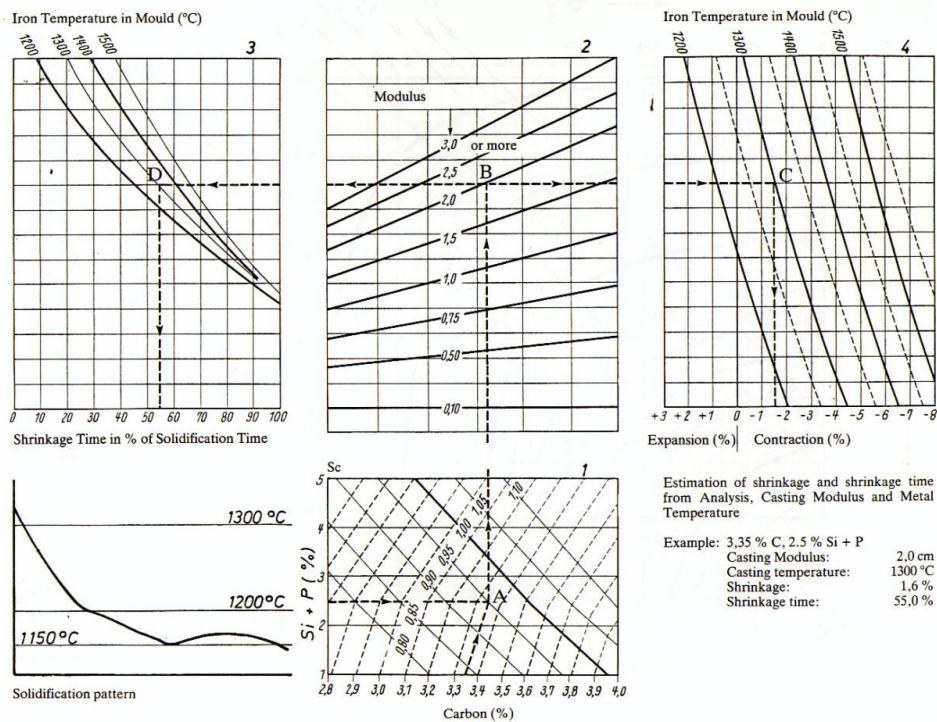 Iron Temperature in Mould (°C)
1200 1300 1400 1500
3
D
0 10 20 30 40 50 60 70 80 90 100
Shrinkage Time in % of Solidification Time
2
Modulus
3,0 or more
2,5
B
2,0
1,5
1,0
0,75
0,50
0,10
Iron Temperature in Mould (°C)
1200 1300 1400 1500
4
C
+3 +2 +1 0 -1 -2 -3 -4 -5 -6 -7 -8
Expansion (%) Contraction (%)
1300 °C
1200 °C
1150 °C
Solidification pattern
Sc
1
Si + P (%)
5
4
3
2
1
0,80 0,85 0,90 0,95 1,00 1,05 1,10
A
2,8 2,9 3,0 3,1 3,2 3,3 3,4 3,5 3,6 3,7 3,8 3,9 4,0
Carbon (%)
Estimation of shrinkage and shrinkage time
from Analysis, Casting Modulus and Metal
Temperature
Example: 3,35 % C, 2.5 % Si + P
Casting Modulus: 2,0 cm
Casting temperature: 1300 °C
Shrinkage: 1,6 %
Shrinkage time: 55,0 %